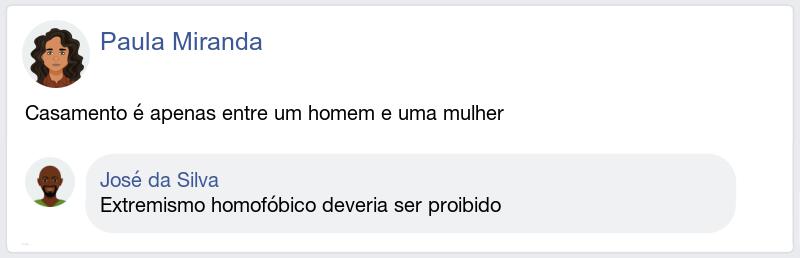 Paula Miranda
Casamento é apenas entre um homem e uma mulher
José da Silva
Extremismo homofóbico deveria ser proibido